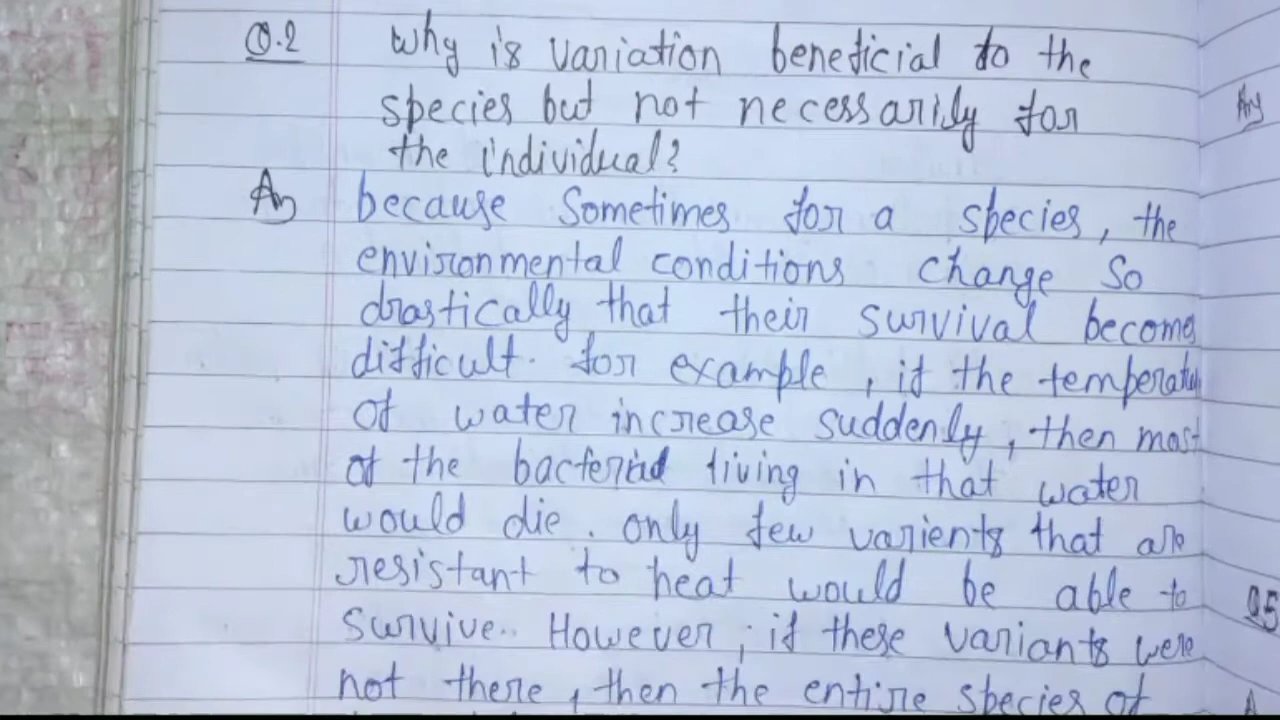 Q.2 why is variation beneficial to the
species but not necessarily for
the individual?
Ans because Sometimes for a species, the
environmental conditions change so
drastically that their survival becomes
difficult. for example, if the temperatu
of water increase suddenly, then most
of the bacteria living in that water
would die. only few varients that are
resistant to heat would be able to
survive.. However, if these variants were
not there, then the entire species of
Ans
Q5
A